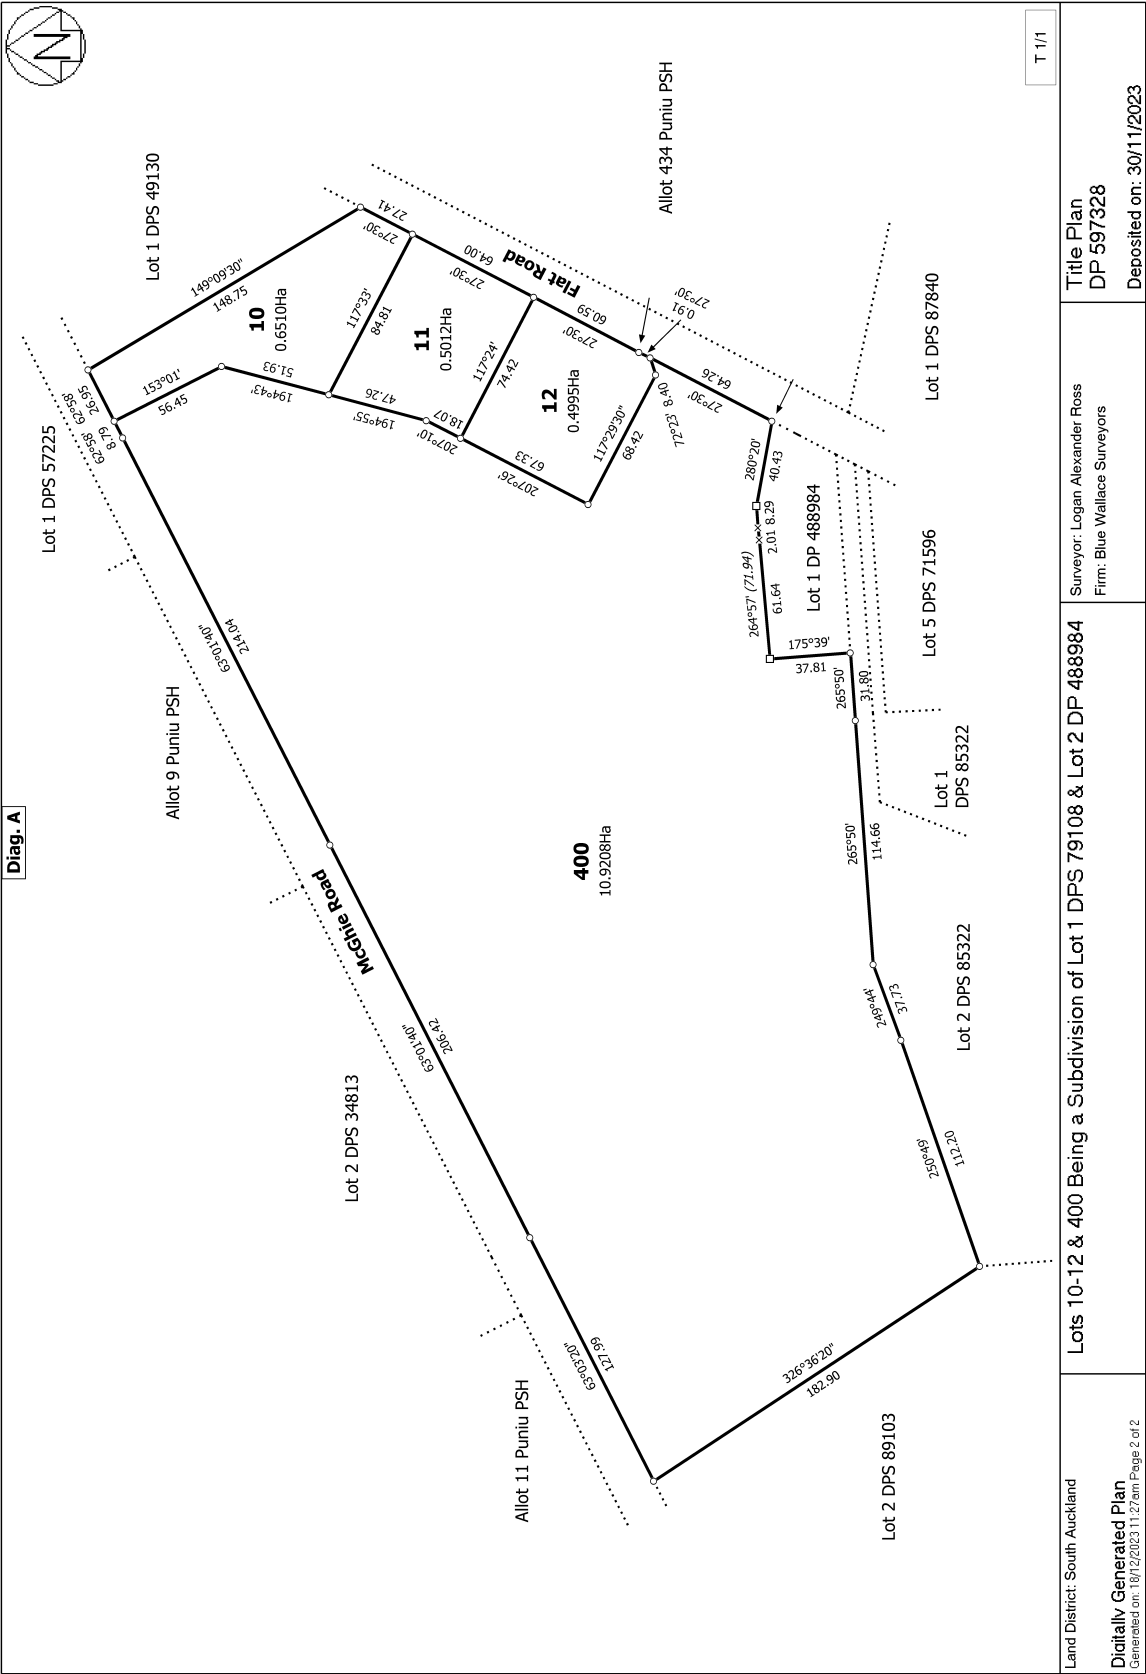 N
Diag. A
T 1/1
Lot 1 DPS 49130
Lot 1 DPS 57225
Allot 9 Puniu PSH
Lot 2 DPS 34813
Allot 11 Puniu PSH
McGhie Road
62°58'
26.95
62°58'
8.79
63°01'40"
214.04
63°01'40"
206.42
63°03'20"
127.99
149°09'30"
148.75
10
0.6510Ha
153°01'
56.45
194°43'
51.93
27°30'
27.41
117°33'
84.81
11
0.5012Ha
27°30'
64.00
Flat Road
194°55'
47.26
207°10'
18.07
117°24'
74.42
12
0.4995Ha
27°30'
60.59
207°26'
67.33
117°29'30"
68.42
72°23'
8.40
0.91
27°30'
27°30'
64.26
Allot 434 Puniu PSH
Lot 1 DPS 87840
280°20'
40.43
8.29
2.01
264°57' (71.94)
61.64
Lot 1 DP 488984
175°39'
37.81
265°50'
31.80
Lot 5 DPS 71596
400
10.9208Ha
265°50'
114.66
Lot 1
DPS 85322
249°44'
37.73
Lot 2 DPS 85322
250°49'
112.20
326°36'20"
182.90
Lot 2 DPS 89103
Land District: South Auckland
Digitally Generated Plan
Generated on: 18/12/2023 11:27am Page 2 of 2
Lots 10-12 & 400 Being a Subdivision of Lot 1 DPS 79108 & Lot 2 DP 488984
Surveyor: Logan Alexander Ross
Firm: Blue Wallace Surveyors
Title Plan
DP 597328
Deposited on: 30/11/2023